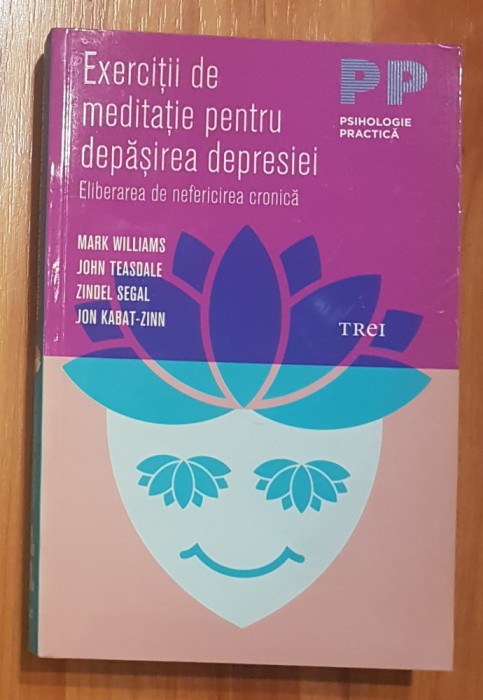 Exerciții de
meditație pentru
depășirea depresiei
Eliberarea de nefericirea cronică
PP
PSIHOLOGIE
PRACTICĂ
MARK WILLIAMS
JOHN TEASDALE
ZINDEL SEGAL
JON KABAT-ZINN
TREI